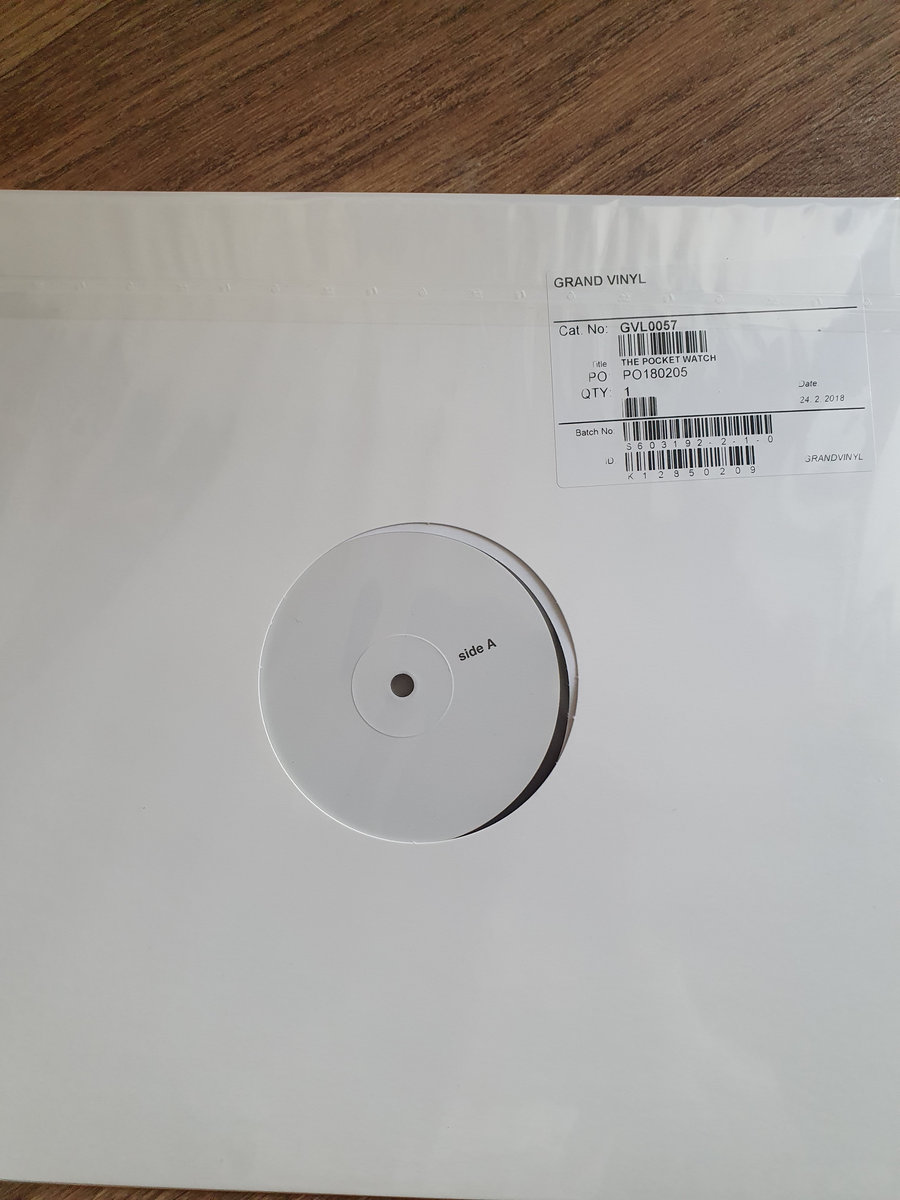 GRAND VINYL
Cat. No: GVL0057
Title THE POCKET WATCH
PO: PO180205
QTY: 1
Date:
24. 2. 2018
Batch No. S603192-2-1-0
ID K12850209
GRANDVINYL
side A